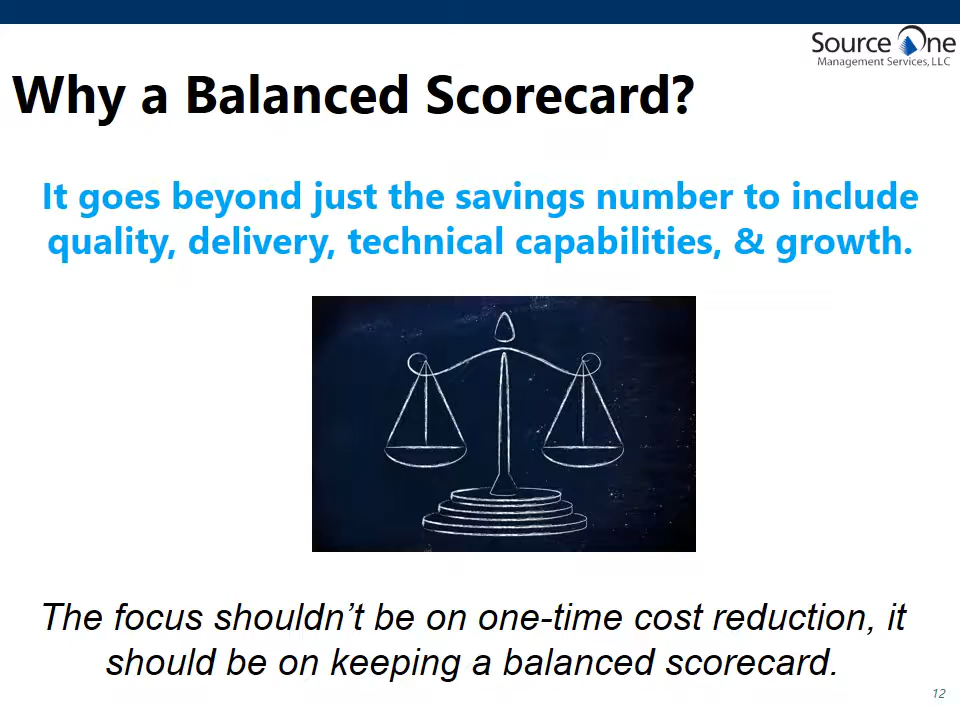 Source One
Management Services, LLC
Why a Balanced Scorecard?
It goes beyond just the savings number to include
quality, delivery, technical capabilities, & growth.
The focus shouldn’t be on one-time cost reduction, it
should be on keeping a balanced scorecard.
12